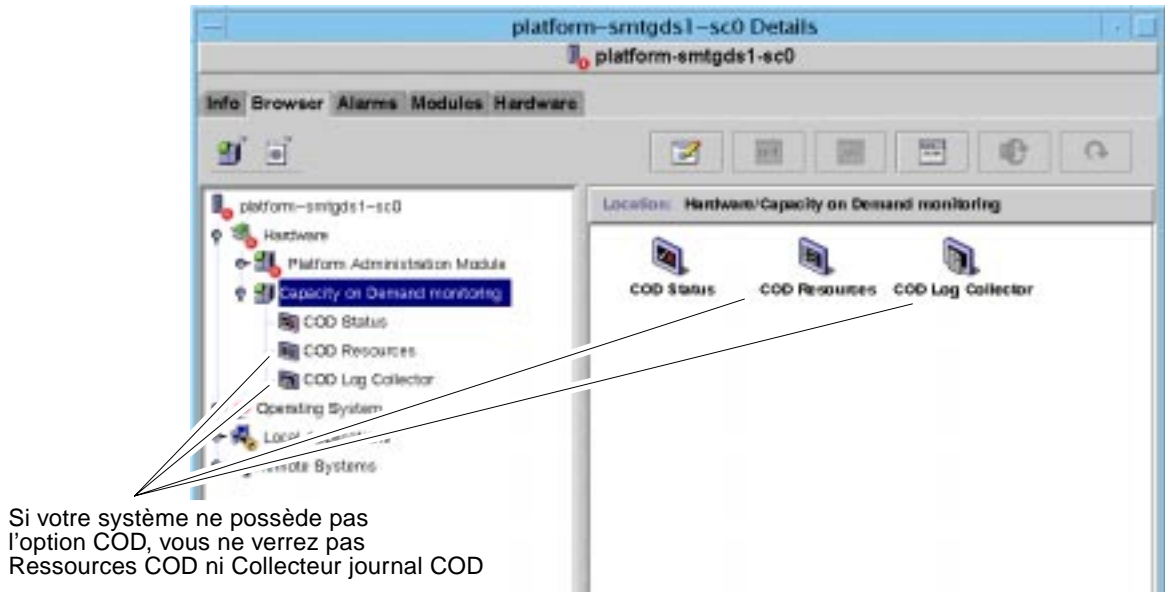 platform-smtgds1-sc0 Details
platform-smtgds1-sc0
Info Browser Alarms Modules Hardware
platform-smtgds1-sc0
Hardware
Platform Administration Module
Capacity on Demand monitoring
COD Status
COD Resources
COD Log Collector
Operating System
Local
Remote Systems
Location: Hardware/Capacity on Demand monitoring
COD Status COD Resources COD Log Collector
Si votre système ne possède pas
l'option COD, vous ne verrez pas
Ressources COD ni Collecteur journal COD